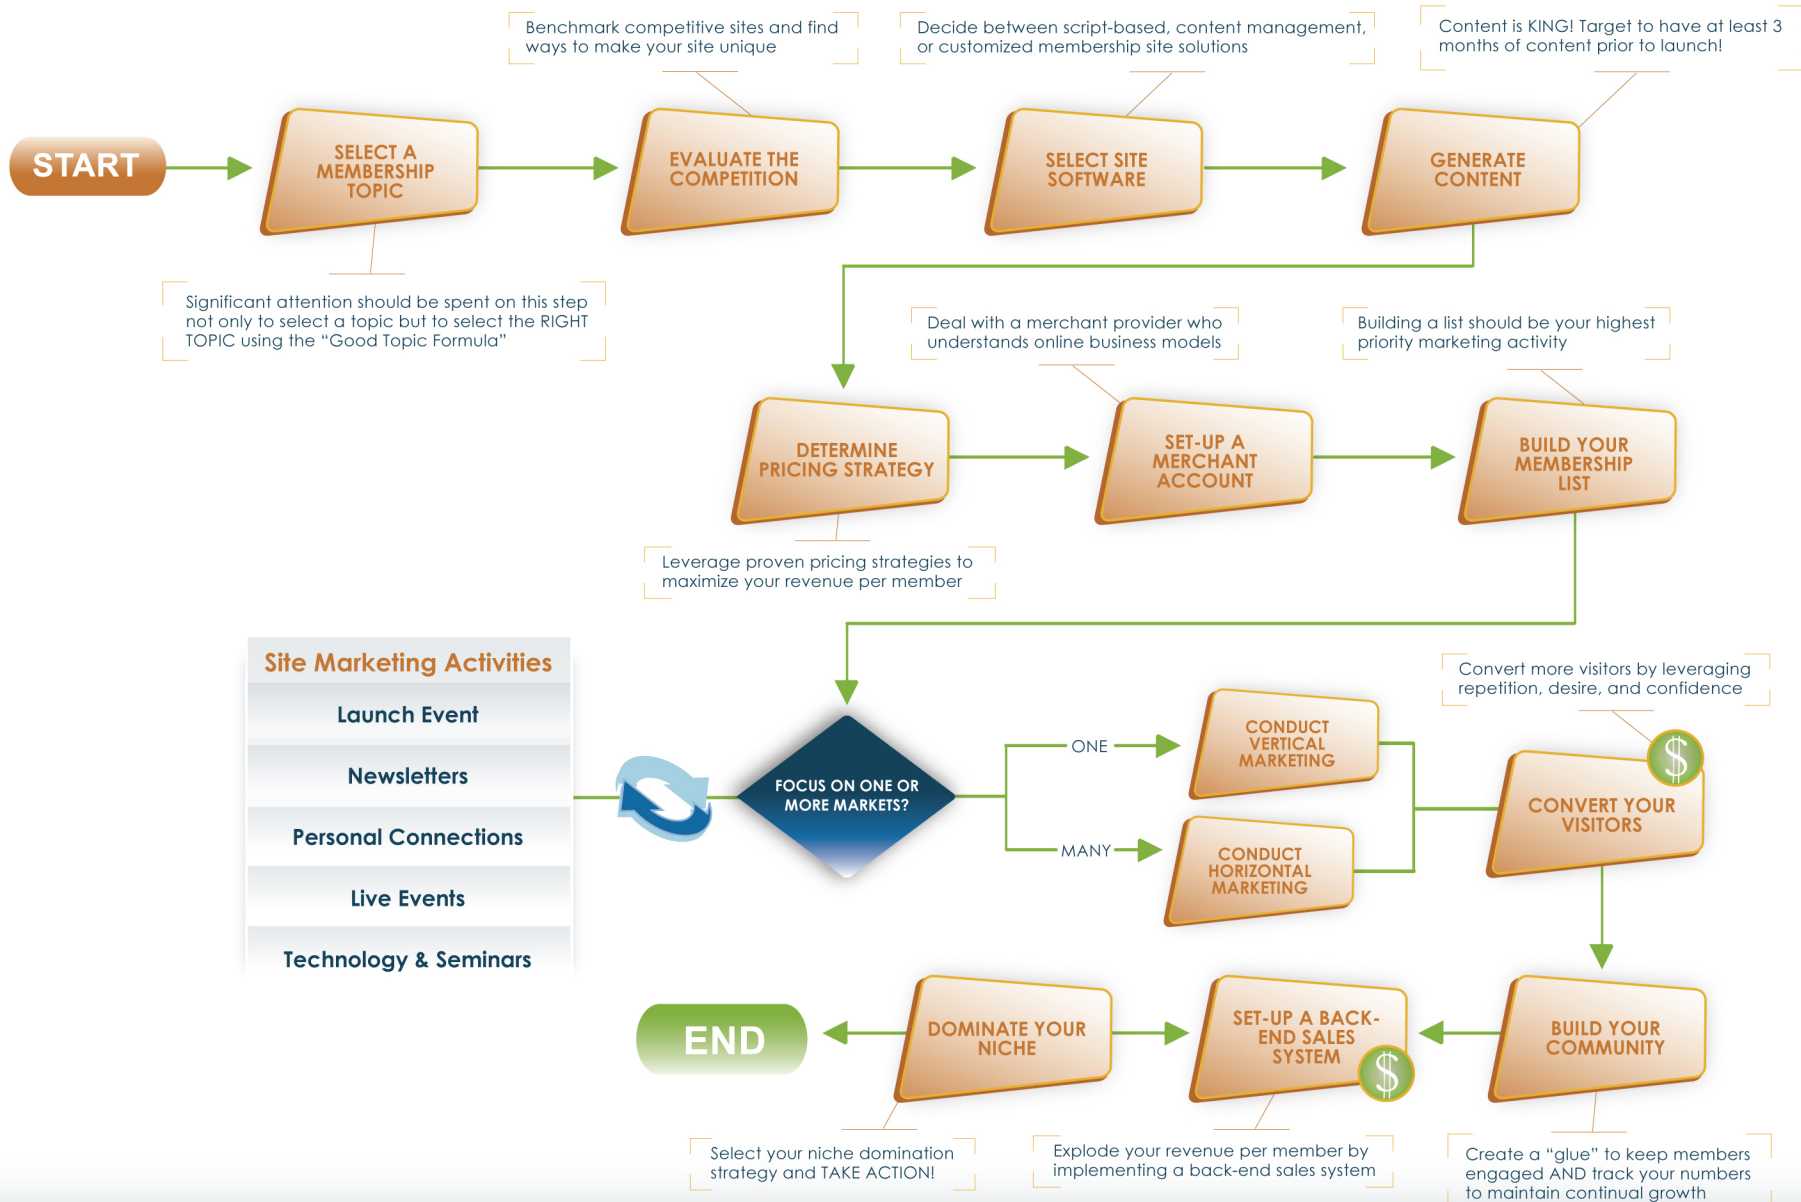 Benchmark competitive sites and find
ways to make your site unique
Decide between script-based, content management,
or customized membership site solutions
Content is KING! Target to have at least 3
months of content prior to launch!
START
SELECT A
MEMBERSHIP
TOPIC
EVALUATE THE
COMPETITION
SELECT SITE
SOFTWARE
GENERATE
CONTENT
Significant attention should be spent on this step
not only to select a topic but to select the RIGHT
TOPIC using the “Good Topic Formula”
Deal with a merchant provider who
understands online business models
Building a list should be your highest
priority marketing activity
DETERMINE
PRICING STRATEGY
SET-UP A
MERCHANT
ACCOUNT
BUILD YOUR
MEMBERSHIP
LIST
Leverage proven pricing strategies to
maximize your revenue per member
Site Marketing Activities
Launch Event
Newsletters
Personal Connections
Live Events
Technology & Seminars
FOCUS ON ONE OR
MORE MARKETS?
ONE
MANY
CONDUCT
VERTICAL
MARKETING
CONDUCT
HORIZONTAL
MARKETING
Convert more visitors by leveraging
repetition, desire, and confidence
$
CONVERT YOUR
VISITORS
END
DOMINATE YOUR
NICHE
SET-UP A BACK-
END SALES
SYSTEM
$
BUILD YOUR
COMMUNITY
Select your niche domination
strategy and TAKE ACTION!
Explode your revenue per member by
implementing a back-end sales system
Create a “glue” to keep members
engaged AND track your numbers
to maintain continual growth